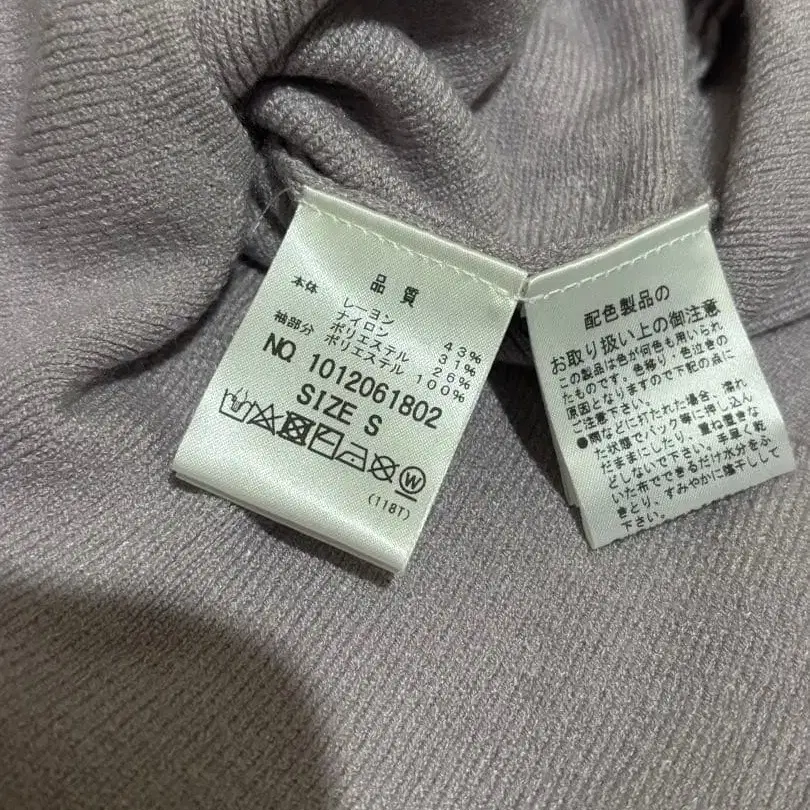 品質
本体 レーヨン 43%
ナイロン 31%
ポリエステル 26%
袖部分 ポリエステル 100%
NO. 1012061802
SIZE S
W
(118T)
配色製品の
お取り扱い上の御注意
この製品は色が何色も用いられ
たものです。色移り、色泣きの
原因となりますので下記の点に
ご注意下さい。
●雨などに打たれた場合、濡れ
た状態でバック等に押し込ん
だままにしたり、重ね置きな
どしないで下さい。手早く乾
いた布でできるだけ水分をふ
きとり、すみやかに陰干しして
下さい。